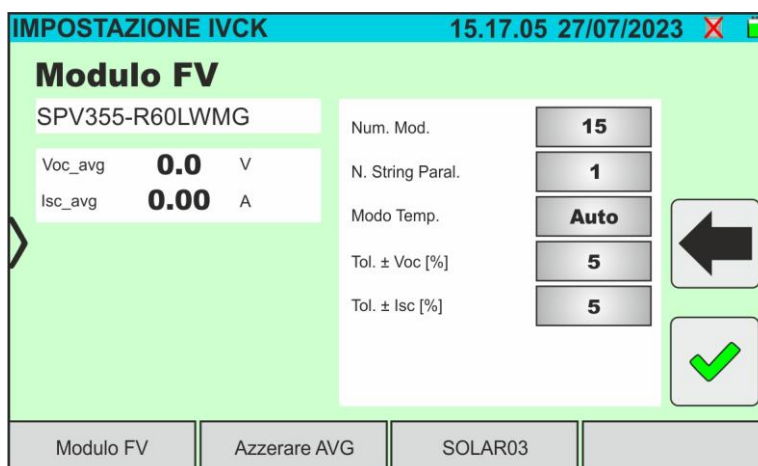 IMPOSTAZIONE IVCK 15.17.05 27/07/2023
Modulo FV
SPV355-R60LWMG
Voc_avg 0.0 V
Isc_avg 0.00 A
Num. Mod. 15
N. String Paral. 1
Modo Temp. Auto
Tol. ± Voc [%] 5
Tol. ± Isc [%] 5
Modulo FV Azzerare AVG SOLAR03